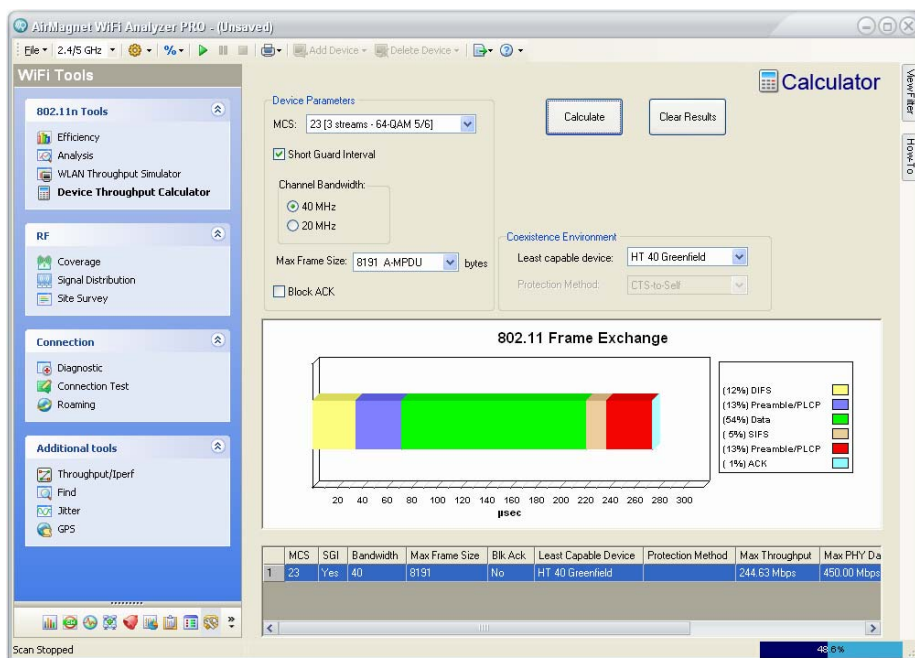 AirMagnet WiFi Analyzer PRO - (Unsaved)
File 2.4/5 GHz % Add Device Delete Device
WiFi Tools
802.11n Tools
Efficiency
Analysis
WLAN Throughput Simulator
Device Throughput Calculator
RF
Coverage
Signal Distribution
Site Survey
Connection
Diagnostic
Connection Test
Roaming
Additional tools
Throughput/Iperf
Find
Jitter
GPS
Calculator
Device Parameters
MCS: 23 [3 streams - 64-QAM 5/6]
Calculate
Clear Results
Short Guard Interval
Channel Bandwidth:
40 MHz
20 MHz
Max Frame Size: 8191 A-MPDU bytes
Block ACK
Coexistence Environment
Least capable device: HT 40 Greenfield
Protection Method: CTS-to-Self
802.11 Frame Exchange
(12%) DIFS
(13%) Preamble/PLCP
(54%) Data
( 5%) SIFS
(13%) Preamble/PLCP
( 1%) ACK
20 40 60 80 100 120 140 160 180 200 220 240 260 280 300
µsec
MCS SGI Bandwidth Max Frame Size Blk Ack Least Capable Device Protection Method Max Throughput Max PHY Da
1 23 Yes 40 8191 No HT 40 Greenfield 244.63 Mbps 450.00 Mbps
ViewFilter
How-To
Scan Stopped
48.6%